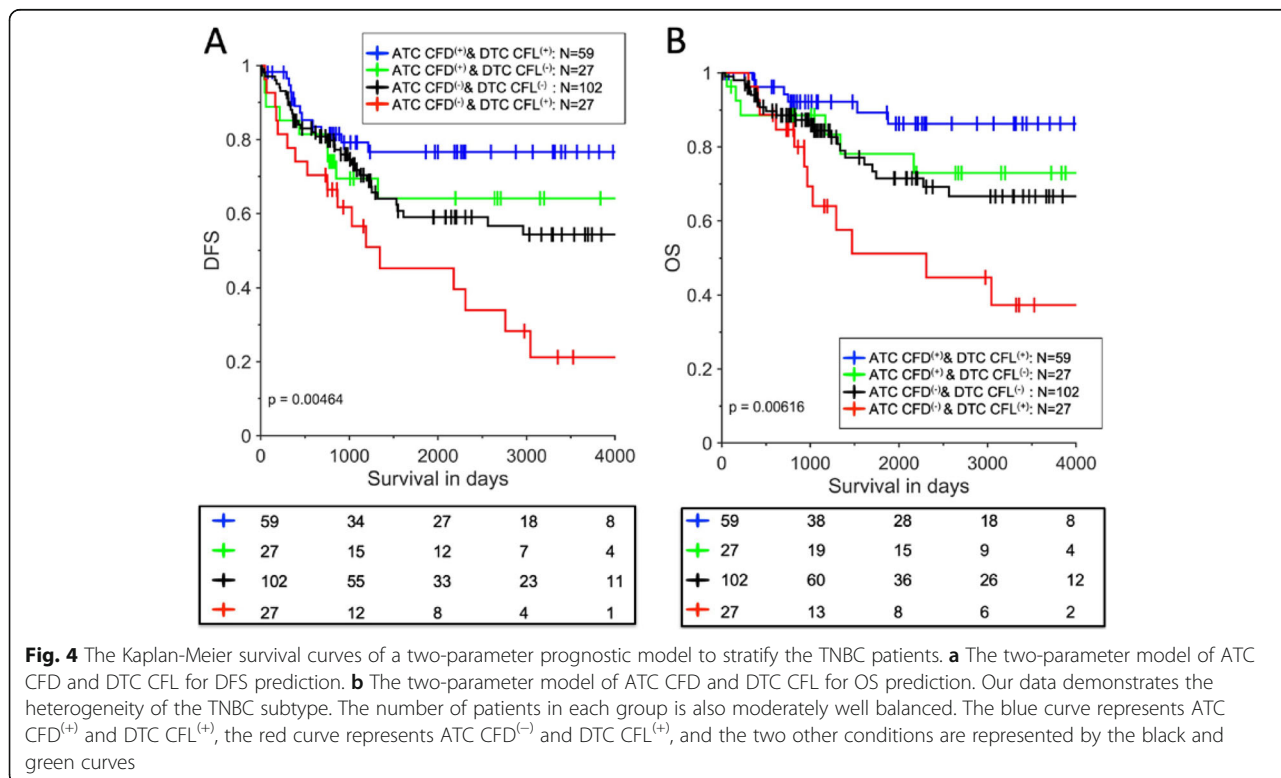 A
ATC CFD(+)& DTC CFL(+): N=59
ATC CFD(+) & DTC CFL(-): N=27
ATC CFD(-)& DTC CFL(-) : N=102
ATC CFD(-) & DTC CFL(+): N=27
1
0.8
0.6
0.4
0.2
0
DFS
p = 0.00464
0 1000 2000 3000 4000
Survival in days
59 34 27 18 8
27 15 12 7 4
102 55 33 23 11
27 12 8 4 1
B
1
0.8
0.6
0.4
0.2
0
OS
ATC CFD(+)& DTC CFL(+): N=59
ATC CFD(+) & DTC CFL(-): N=27
ATC CFD(-)& DTC CFL(-) : N=102
ATC CFD(-) & DTC CFL(+): N=27
p = 0.00616
0 1000 2000 3000 4000
Survival in days
59 38 28 18 8
27 19 15 9 4
102 60 36 26 12
27 13 8 6 2
Fig. 4 The Kaplan-Meier survival curves of a two-parameter prognostic model to stratify the TNBC patients. a The two-parameter model of ATC
CFD and DTC CFL for DFS prediction. b The two-parameter model of ATC CFD and DTC CFL for OS prediction. Our data demonstrates the
heterogeneity of the TNBC subtype. The number of patients in each group is also moderately well balanced. The blue curve represents ATC
CFD(+) and DTC CFL(+), the red curve represents ATC CFD(−) and DTC CFL(+), and the two other conditions are represented by the black and
green curves